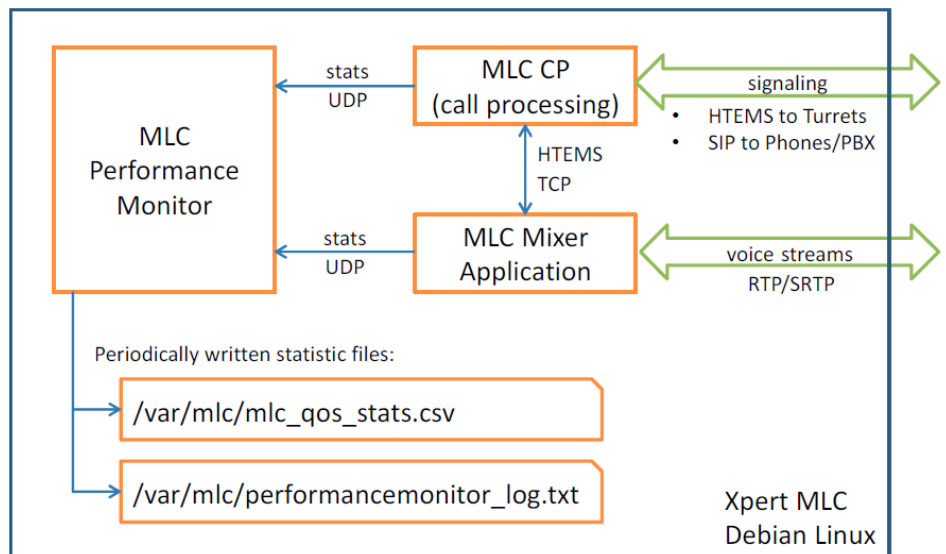 MLC
Performance
Monitor
stats
UDP
MLC CP
(call processing)
signaling
• HTEMS to Turrets
• SIP to Phones/PBX
HTEMS
TCP
stats
UDP
MLC Mixer
Application
voice streams
RTP/SRTP
Periodically written statistic files:
/var/mlc/mlc_qos_stats.csv
/var/mlc/performancemonitor_log.txt
Xpert MLC
Debian Linux